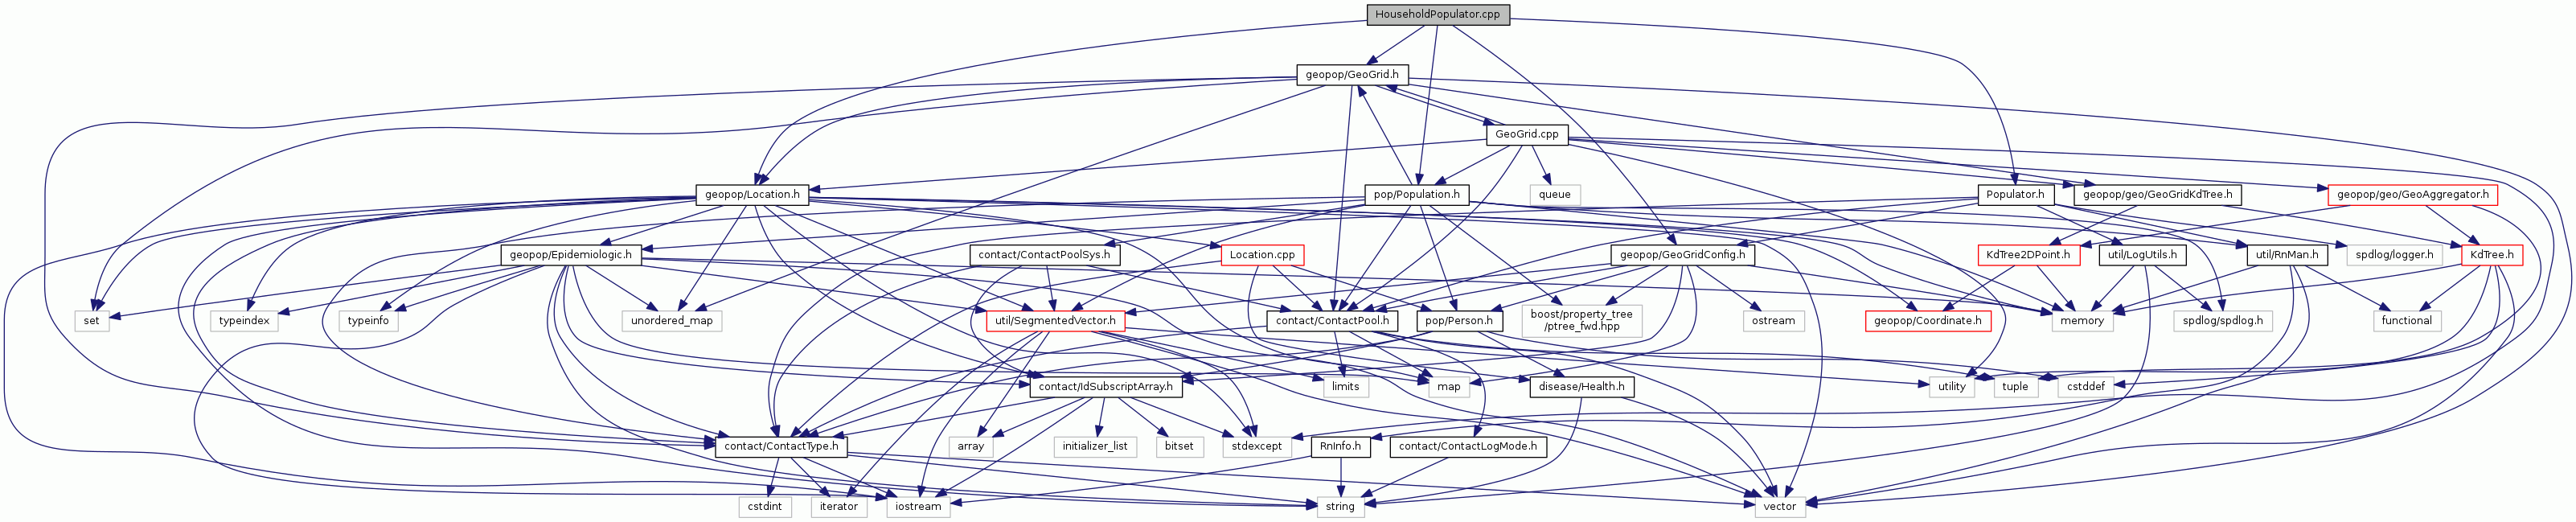 HouseholdPopulator.cpp
geopop/GeoGrid.h
GeoGrid.cpp
geopop/Location.h
pop/Population.h
queue
Populator.h
geopop/geo/GeoGridKdTree.h
geopop/geo/GeoAggregator.h
geopop/Epidemiologic.h
contact/ContactPoolSys.h
Location.cpp
geopop/GeoGridConfig.h
KdTree2DPoint.h
util/LogUtils.h
util/RnMan.h
spdlog/logger.h
KdTree.h
set
typeindex
typeinfo
unordered_map
util/SegmentedVector.h
contact/ContactPool.h
pop/Person.h
boost/property_tree
/ptree_fwd.hpp
ostream
geopop/Coordinate.h
memory
spdlog/spdlog.h
functional
contact/IdSubscriptArray.h
limits
map
disease/Health.h
utility
tuple
cstddef
contact/ContactType.h
array
initializer_list
bitset
stdexcept
RnInfo.h
contact/ContactLogMode.h
cstdint
iterator
iostream
string
vector